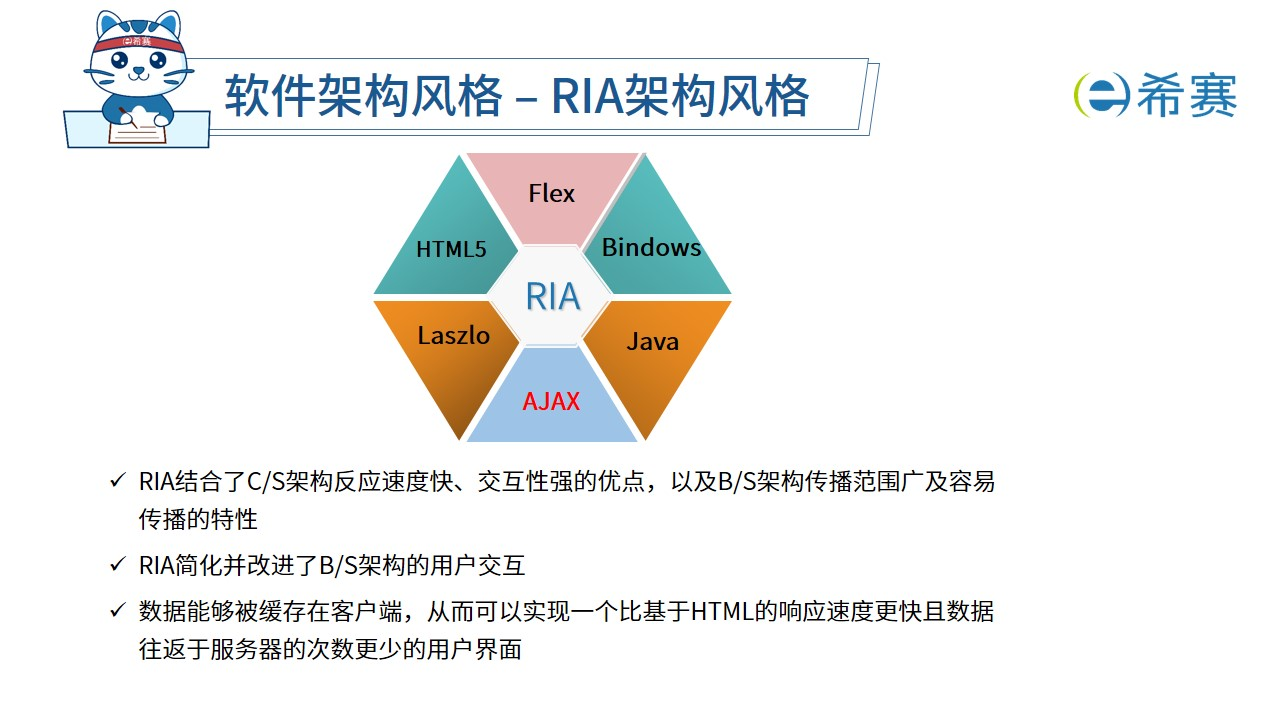 希赛
软件架构风格 – RIA架构风格
希赛
Flex
HTML5
Bindows
RIA
Laszlo
Java
AJAX
✓ RIA结合了C/S架构反应速度快、交互性强的优点，以及B/S架构传播范围广及容易
传播的特性
✓ RIA简化并改进了B/S架构的用户交互
✓ 数据能够被缓存在客户端，从而可以实现一个比基于HTML的响应速度更快且数据
往返于服务器的次数更少的用户界面